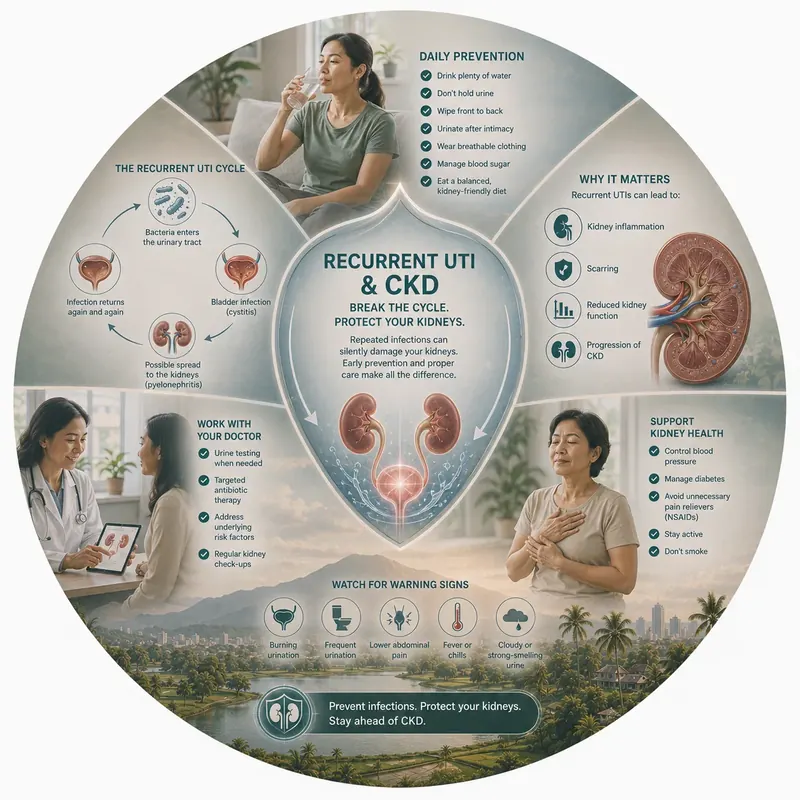 DAILY PREVENTION
Drink plenty of water
Don't hold urine
Wipe front to back
Urinate after intimacy
Wear breathable clothing
Manage blood sugar
Eat a balanced,
kidney-friendly diet
THE RECURRENT UTI CYCLE
Bacteria enters
the urinary tract
Bladder infection
(cystitis)
Possible spread
to the kidneys
(pyelonephritis)
Infection returns
again and again
RECURRENT UTI
& CKD
BREAK THE CYCLE.
PROTECT YOUR KIDNEYS.
Repeated infections can
silently damage your kidneys.
Early prevention and proper
care make all the difference.
WHY IT MATTERS
Recurrent UTIs can lead to:
Kidney inflammation
Scarring
Reduced kidney
function
Progression of
CKD
WORK WITH
YOUR DOCTOR
Urine testing
when needed
Targeted
antibiotic
therapy
Address
underlying
risk factors
Regular kidney
check-ups
SUPPORT
KIDNEY HEALTH
Control blood
pressure
Manage diabetes
Avoid unnecessary
pain relievers
(NSAIDs)
Stay active
Don't smoke
WATCH FOR WARNING SIGNS
Burning
urination
Frequent
urination
Lower abdominal
pain
Fever or
chills
Cloudy or
strong-smelling
urine
Prevent infections. Protect your kidneys.
Stay ahead of CKD.